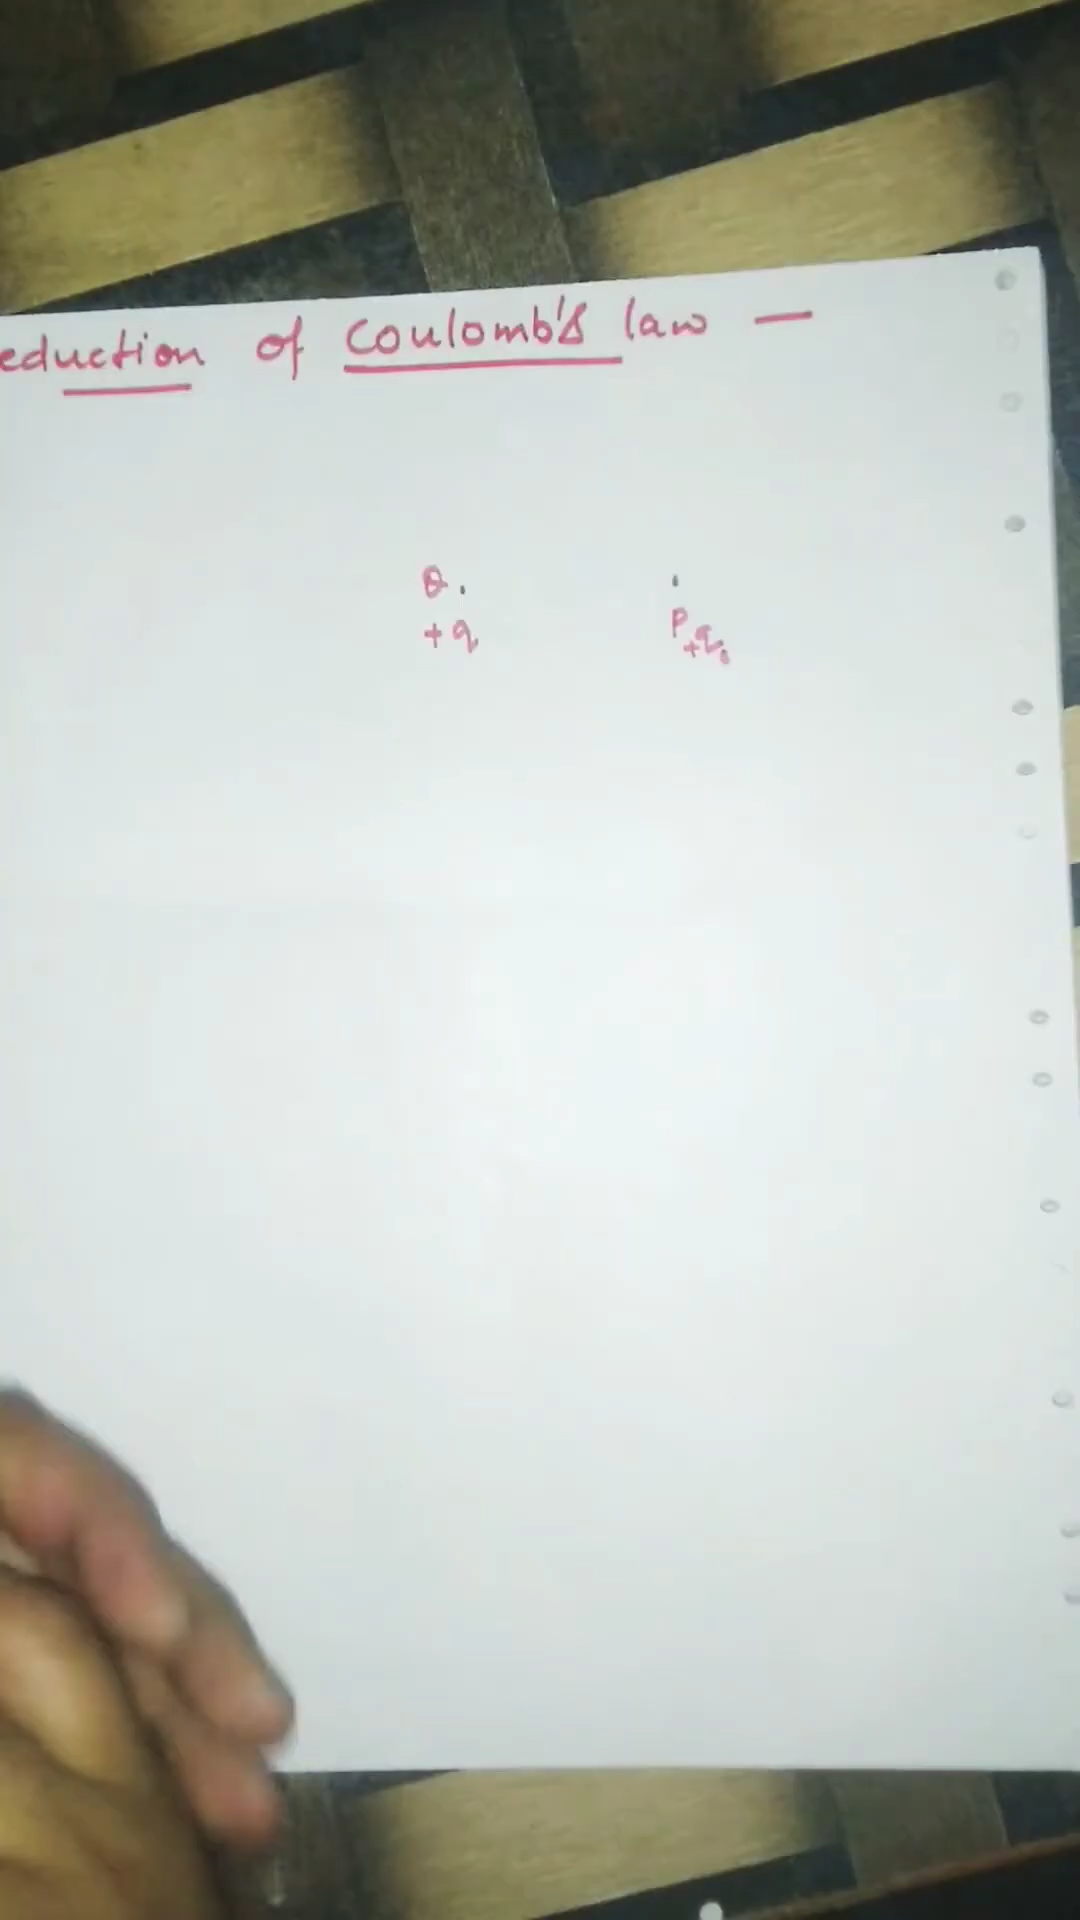 eduction of Coulomb's law —
Q .
+q
P
+q₀